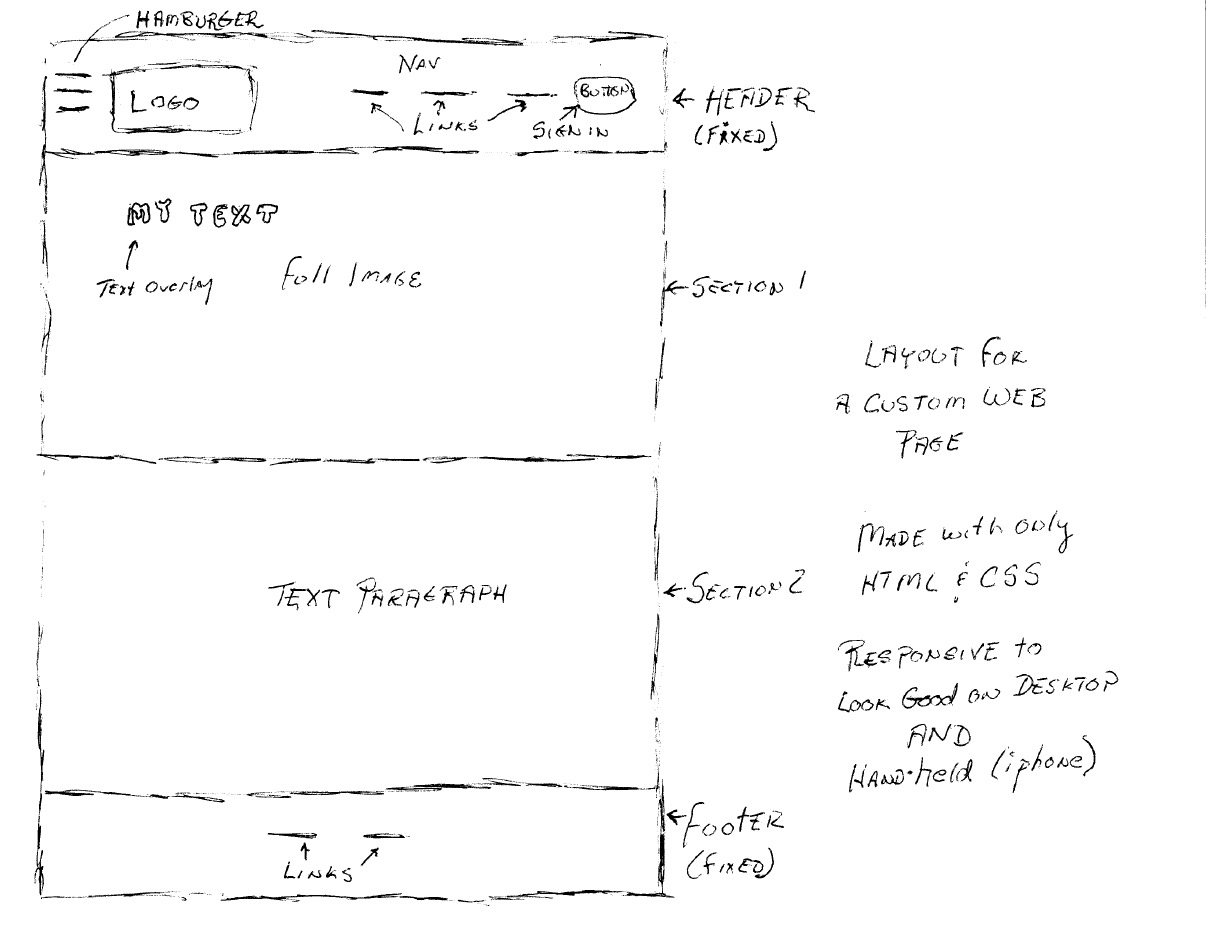 HAMBURGER
NAV
LOGO
BUTTON
LINKS
SIGN IN
← HEADER
(FIXED)
MY TEXT
Text Overlay
Full IMAGE
← SECTION 1
LAYOUT FOR
A CUSTOM WEB
PAGE
MADE with only
HTML & CSS
TEXT PARAGRAPH
← SECTION 2
RESPONSIVE to
LOOK Good on DESKTOP
AND
HAND-held (iphone)
← FOOTER
(FIXED)
LINKS